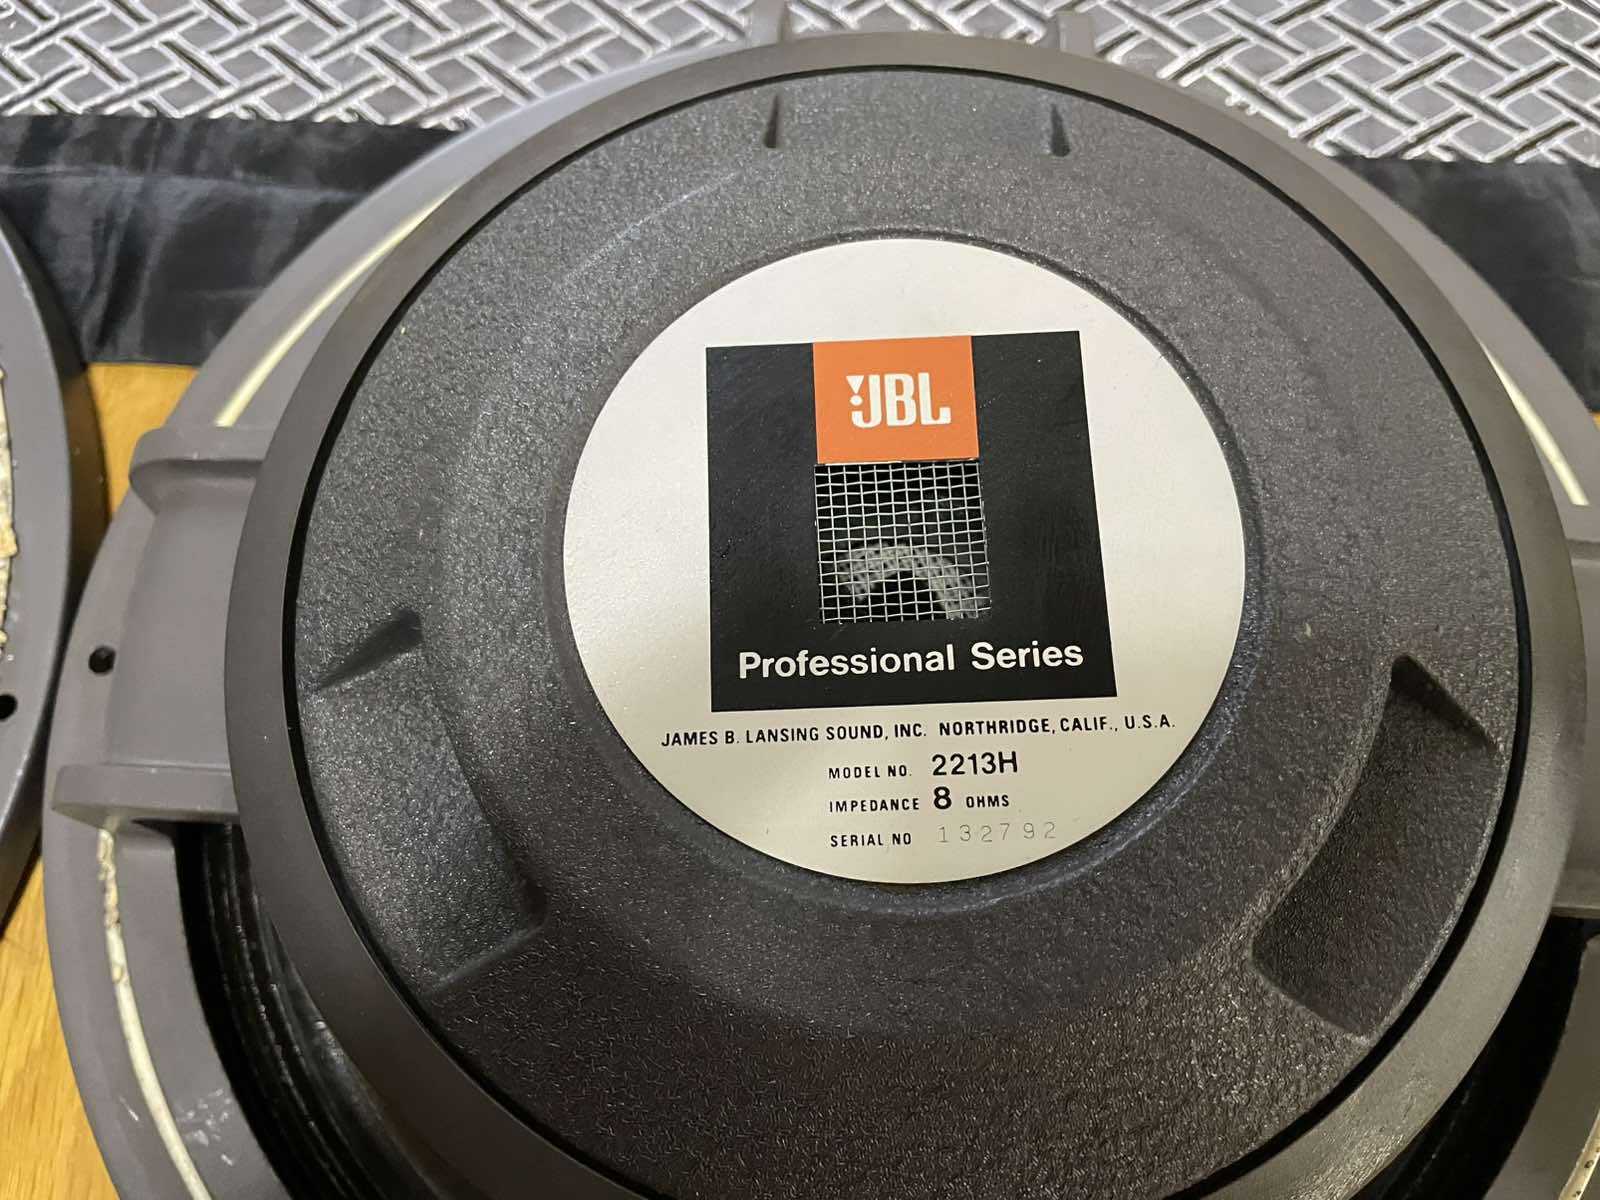 JBL
Professional Series
JAMES B. LANSING SOUND, INC. NORTHRIDGE, CALIF., U.S.A.
MODEL NO. 2213H
IMPEDANCE 8 OHMS
SERIAL NO 132792